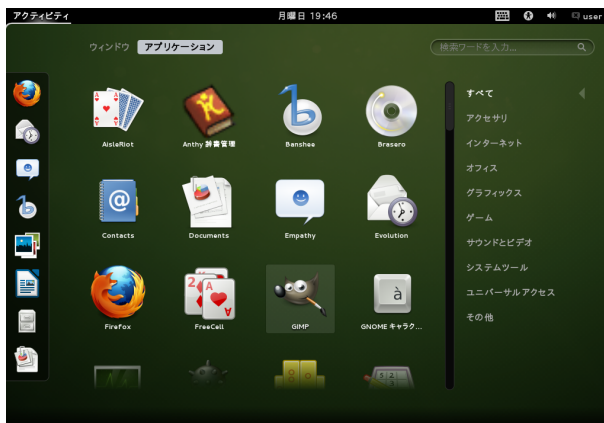 アクティビティ 月曜日 19:46 user
ウィンドウ アプリケーション 検索ワードを入力...
AisleRiot Anthy 辞書管理 Banshee Brasero
Contacts Documents Empathy Evolution
Firefox FreeCell GIMP GNOME キャラク...
すべて
アクセサリ
インターネット
オフィス
グラフィックス
ゲーム
サウンドとビデオ
システムツール
ユニバーサルアクセス
その他